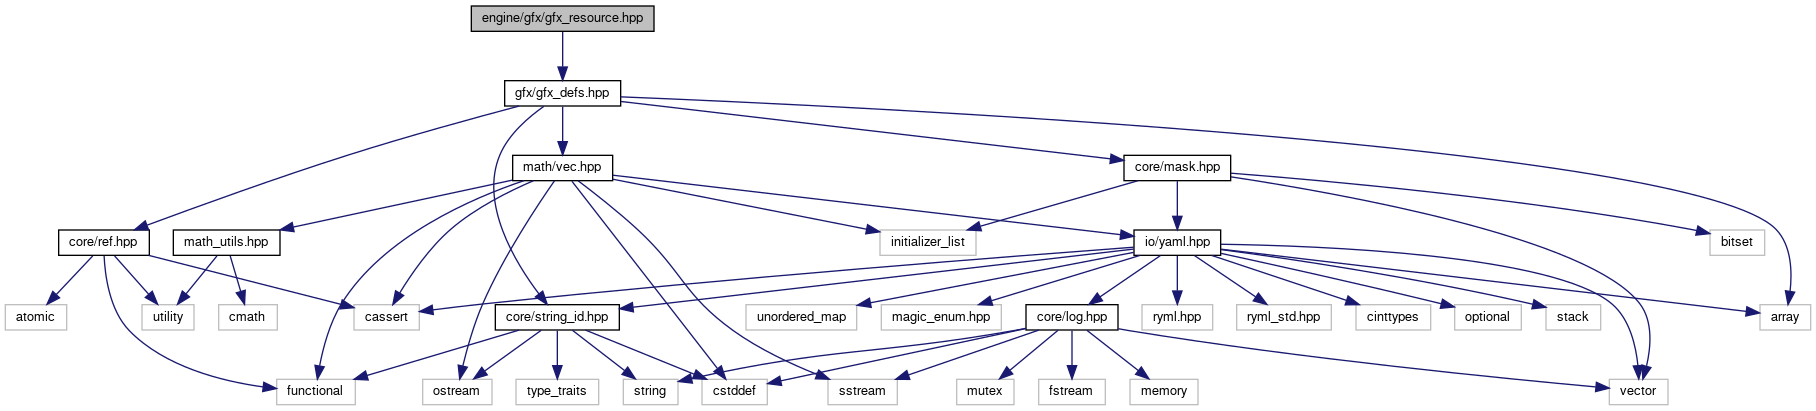 engine/gfx/gfx_resource.hpp
gfx/gfx_defs.hpp
math/vec.hpp
core/mask.hpp
core/ref.hpp
math_utils.hpp
initializer_list
io/yaml.hpp
bitset
atomic
utility
cmath
cassert
core/string_id.hpp
unordered_map
magic_enum.hpp
core/log.hpp
ryml.hpp
ryml_std.hpp
cinttypes
optional
stack
array
functional
ostream
type_traits
string
cstddef
sstream
mutex
fstream
memory
vector